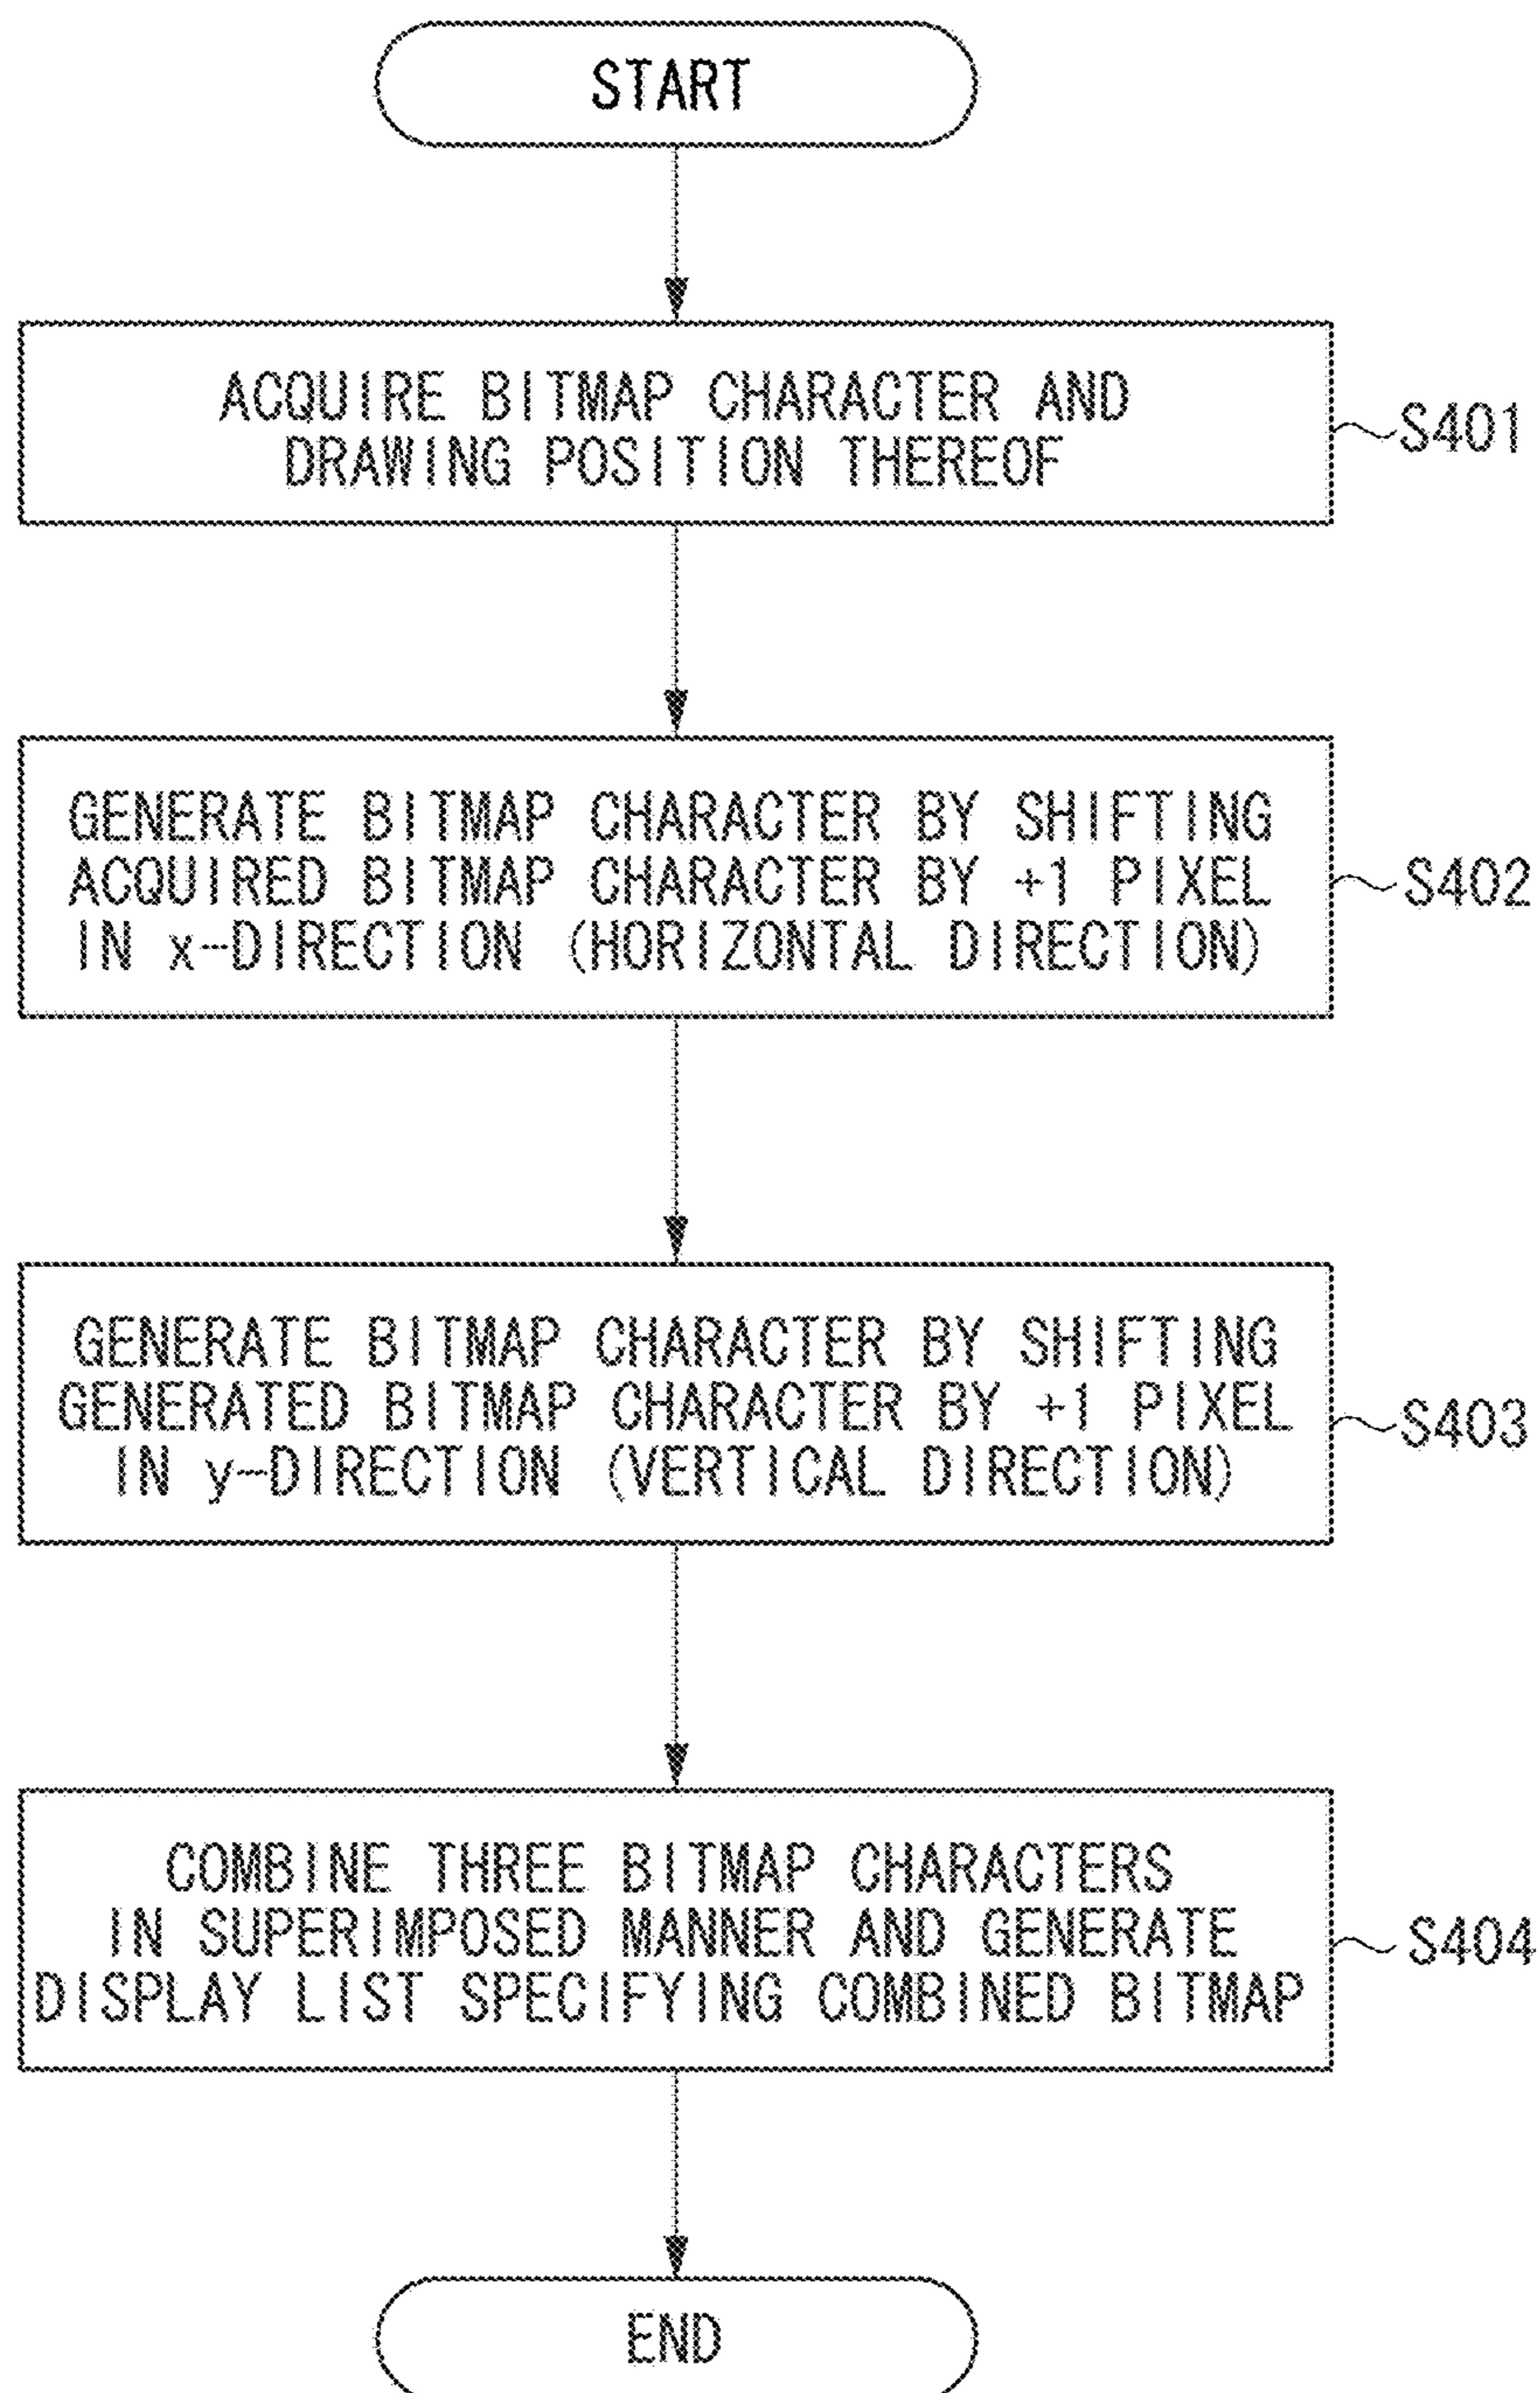 START
ACQUIRE BITMAP CHARACTER AND
DRAWING POSITION THEREOF
S401
GENERATE BITMAP CHARACTER BY SHIFTING
ACQUIRED BITMAP CHARACTER BY +1 PIXEL
IN x-DIRECTION (HORIZONTAL DIRECTION)
S402
GENERATE BITMAP CHARACTER BY SHIFTING
GENERATED BITMAP CHARACTER BY +1 PIXEL
IN y-DIRECTION (VERTICAL DIRECTION)
S403
COMBINE THREE BITMAP CHARACTERS
IN SUPERIMPOSED MANNER AND GENERATE
DISPLAY LIST SPECIFYING COMBINED BITMAP
S404
END